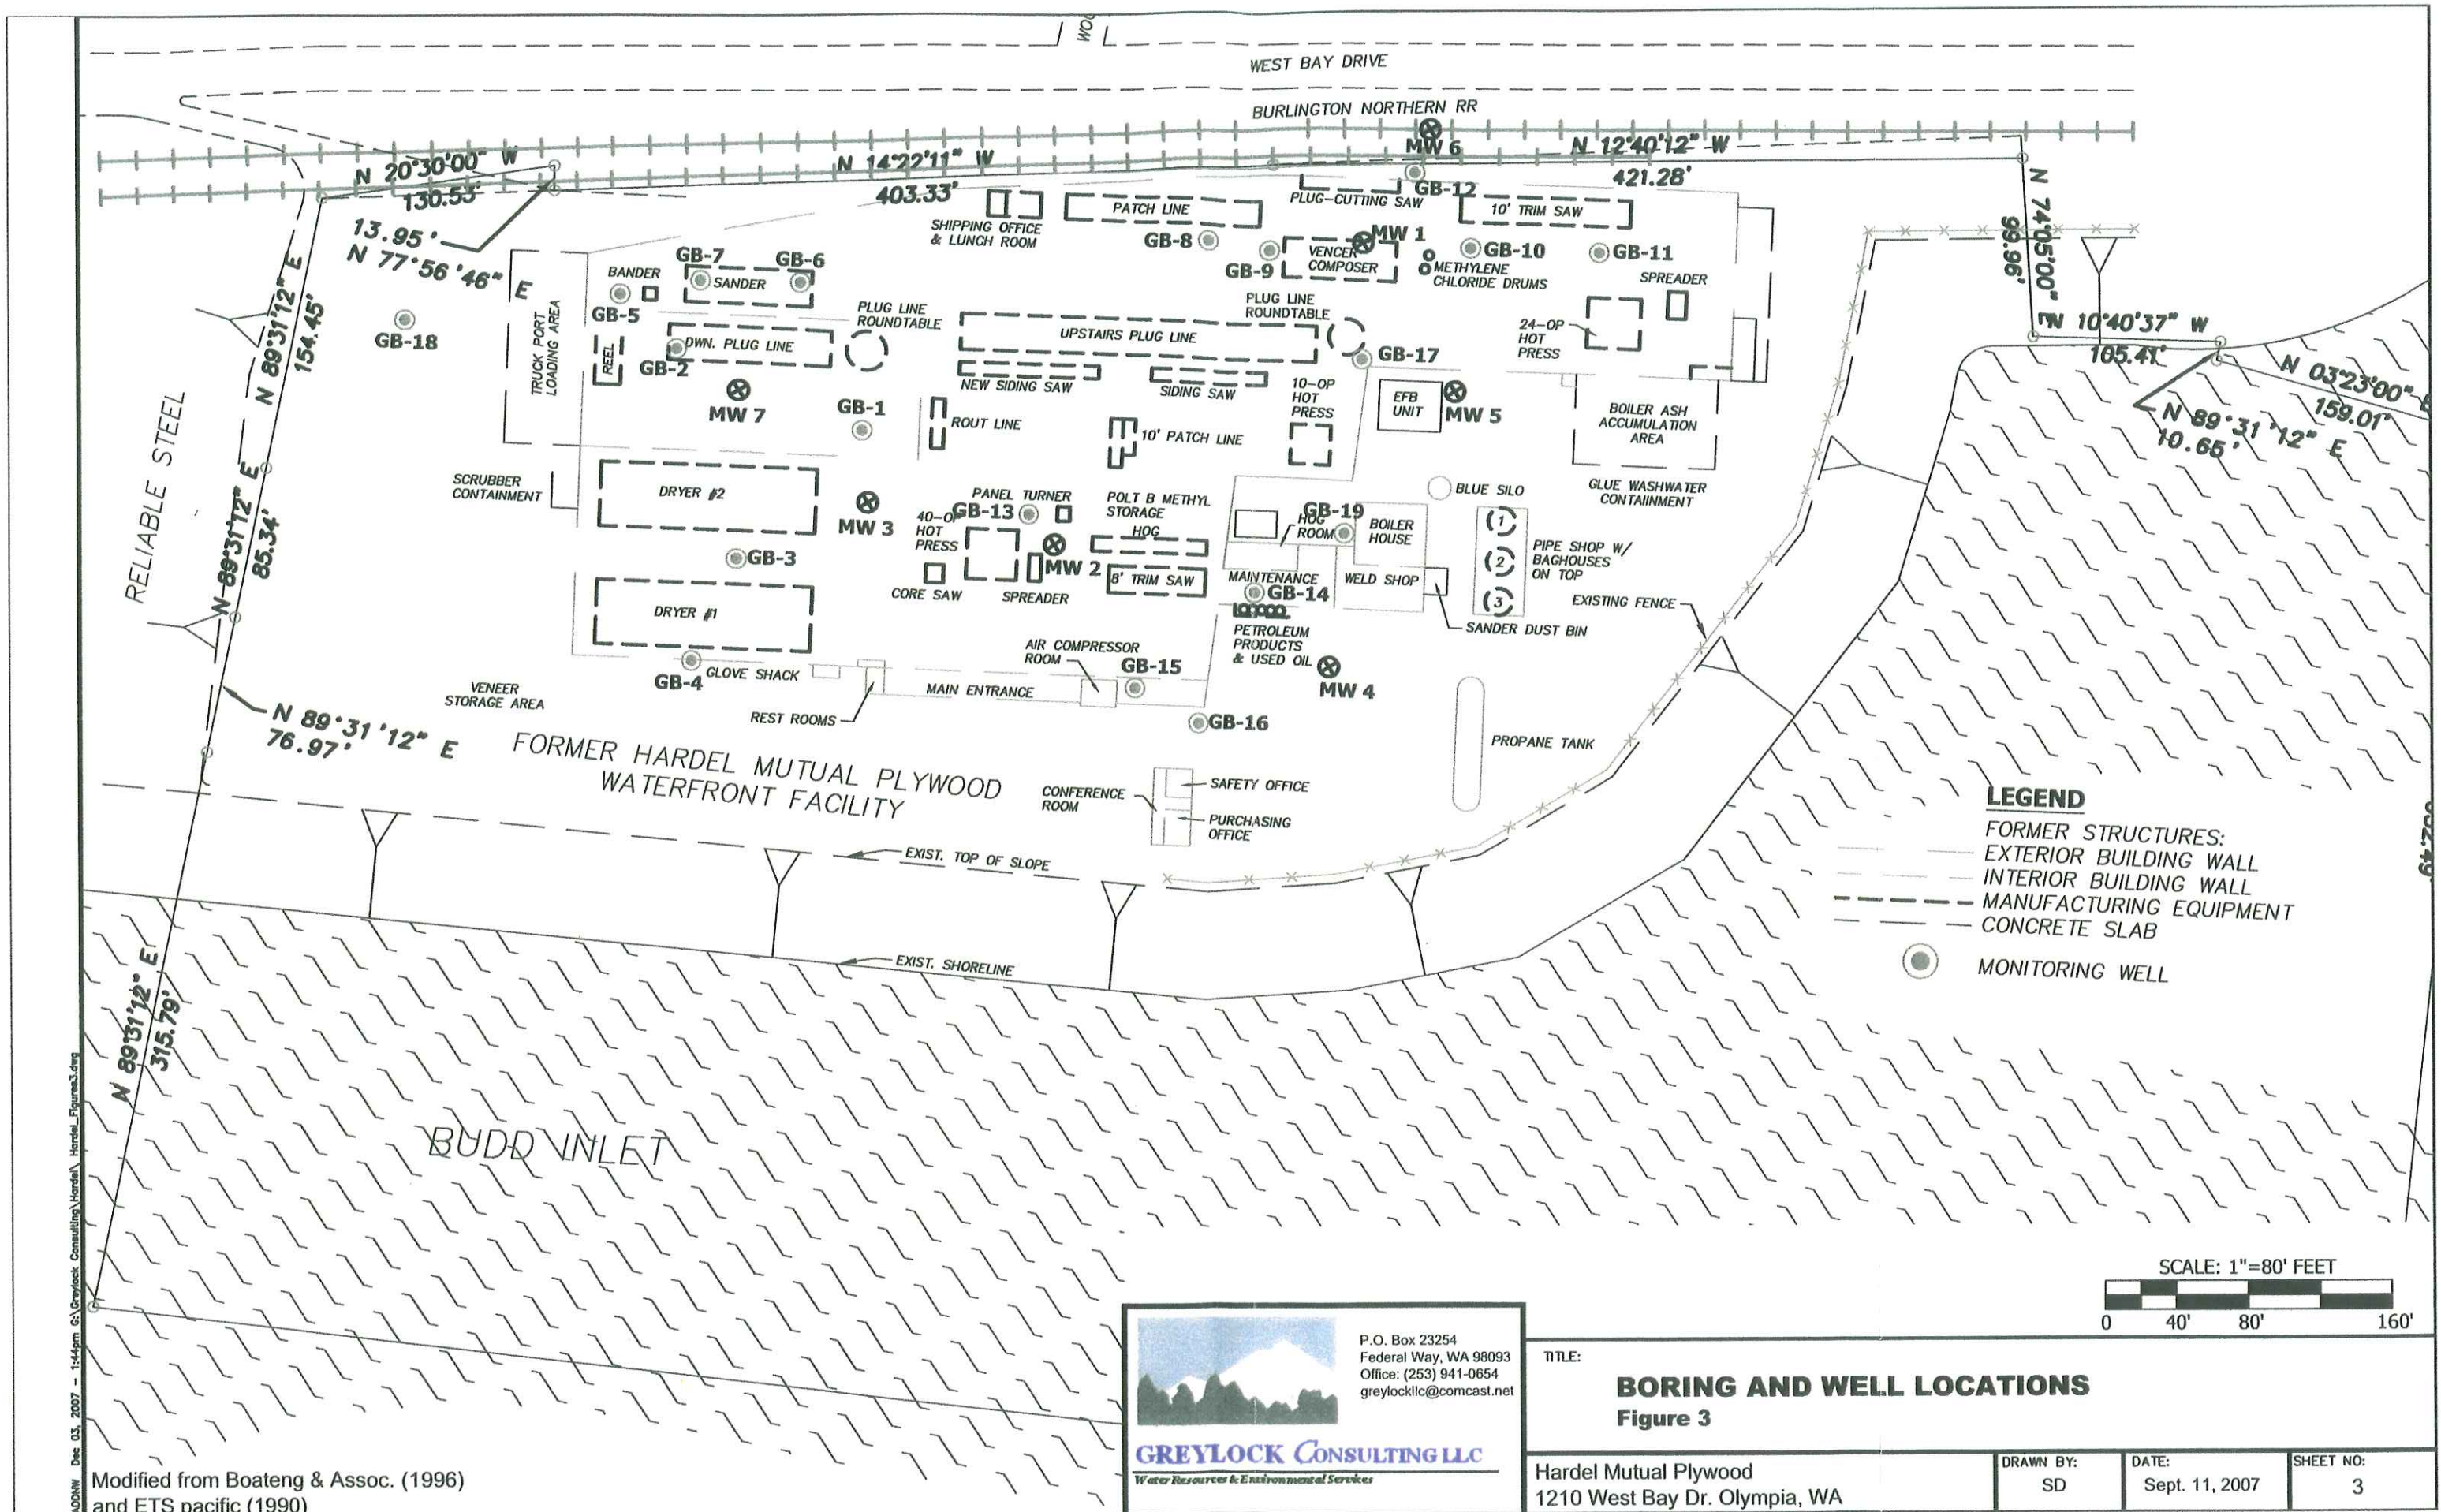 WEST BAY DRIVE
BURLINGTON NORTHERN RR
MW 6
N 20°30'00" W
130.53'
N 14°22'11" W
403.33'
N 12°40'12" W
421.28'
13.95'
N 77°56'46" E
N 74°05'00" E
99.96'
N 10°40'37" W
105.41'
N 03°23'00" E
159.01'
N 89°31'12" E
10.65'
SHIPPING OFFICE
& LUNCH ROOM
PATCH LINE
PLUG-CUTTING SAW
GB-12
10' TRIM SAW
GB-8
GB-9
VENCER
COMPOSER
MW 1
METHYLENE
CHLORIDE DRUMS
GB-10
GB-11
SPREADER
GB-7
GB-6
BANDER
SANDER
GB-5
GB-18
TRUCK PORT
LOADING AREA
REEL
GB-2
DWN. PLUG LINE
PLUG LINE
ROUNDTABLE
UPSTAIRS PLUG LINE
PLUG LINE
ROUNDTABLE
GB-17
24-OP
HOT
PRESS
NEW SIDING SAW
SIDING SAW
10-OP
HOT
PRESS
EFB
UNIT
MW 5
BOILER ASH
ACCUMULATION
AREA
MW 7
GB-1
ROUT LINE
10' PATCH LINE
N 89°31'12" E
154.45'
RELIABLE STEEL
N 89°31'12" E
85.34'
SCRUBBER
CONTAINMENT
DRYER #2
MW 3
PANEL TURNER
GB-13
40-OP
HOT
PRESS
POLT B METHYL
STORAGE
HOG
GB-19
HOG
ROOM
BOILER
HOUSE
BLUE SILO
GLUE WASHWATER
CONTAINMENT
1
2
3
PIPE SHOP W/
BAGHOUSES
ON TOP
GB-3
MW 2
8' TRIM SAW
MAINTENANCE
WELD SHOP
CORE SAW
SPREADER
GB-14
EXISTING FENCE
DRYER #1
PETROLEUM
PRODUCTS
& USED OIL
SANDER DUST BIN
AIR COMPRESSOR
ROOM
GB-15
GB-4
GLOVE SHACK
MAIN ENTRANCE
MW 4
VENEER
STORAGE AREA
REST ROOMS
GB-16
N 89°31'12" E
76.97'
PROPANE TANK
FORMER HARDEL MUTUAL PLYWOOD
WATERFRONT FACILITY
CONFERENCE
ROOM
SAFETY OFFICE
PURCHASING
OFFICE
EXIST. TOP OF SLOPE
EXIST. SHORELINE
LEGEND
FORMER STRUCTURES:
EXTERIOR BUILDING WALL
INTERIOR BUILDING WALL
MANUFACTURING EQUIPMENT
CONCRETE SLAB
MONITORING WELL
N 89°31'12" E
315.79'
BUDD INLET
SCALE: 1"=80' FEET
0 40' 80' 160'
Dec 03, 2007 - 1:44pm G:\Greylock Consulting\Hardel\ Hardel_Figures3.dwg
Modified from Boateng & Assoc. (1996)
and ETS pacific (1990)
P.O. Box 23254
Federal Way, WA 98093
Office: (253) 941-0654
greylockllc@comcast.net
GREYLOCK CONSULTING LLC
Water Resources & Environmental Services
TITLE:
BORING AND WELL LOCATIONS
Figure 3
Hardel Mutual Plywood
1210 West Bay Dr. Olympia, WA
DRAWN BY:
SD
DATE:
Sept. 11, 2007
SHEET NO:
3